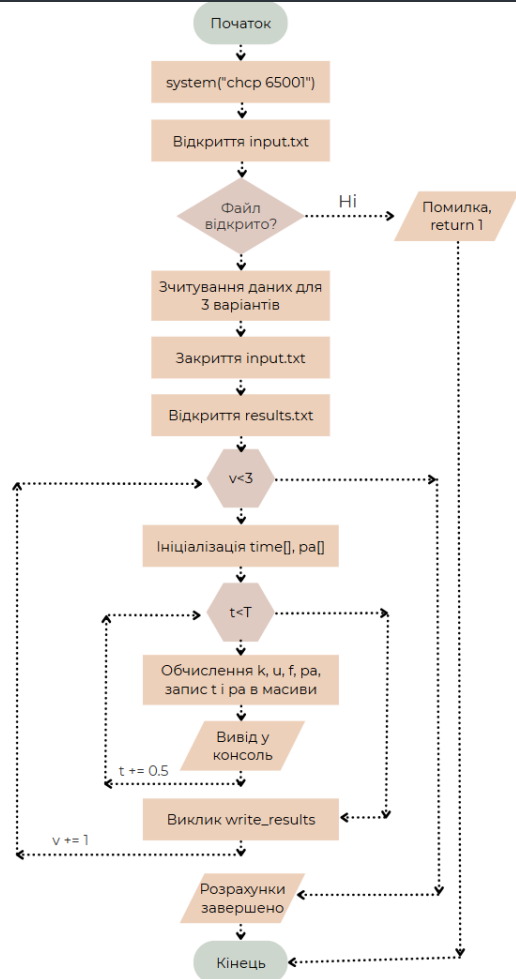 Початок
system("chcp 65001")
Відкриття input.txt
Файл
відкрито?
Ні
Помилка,
return 1
Зчитування даних для
3 варіантів
Закриття input.txt
Відкриття results.txt
v<3
Ініціалізація time[], pa[]
t<T
Обчислення k, u, f, pa,
запис t і pa в масиви
Вивід у
консоль
t += 0.5
Виклик write_results
v += 1
Розрахунки
завершено
Кінець